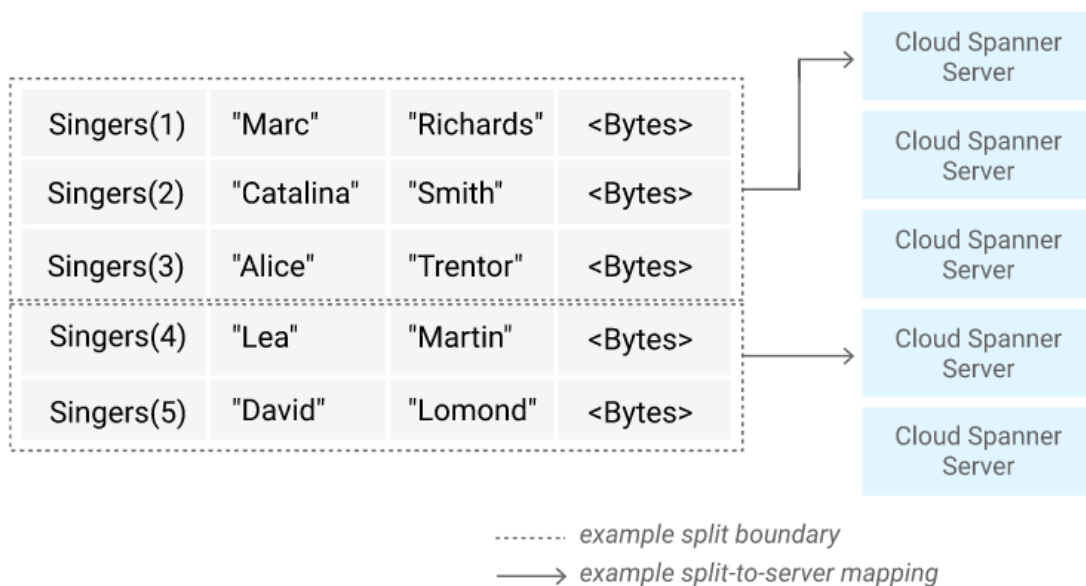 Singers(1) "Marc" "Richards" <Bytes>
Singers(2) "Catalina" "Smith" <Bytes>
Singers(3) "Alice" "Trentor" <Bytes>
Singers(4) "Lea" "Martin" <Bytes>
Singers(5) "David" "Lomond" <Bytes>
Cloud Spanner
Server
Cloud Spanner
Server
Cloud Spanner
Server
Cloud Spanner
Server
Cloud Spanner
Server
example split boundary
example split-to-server mapping